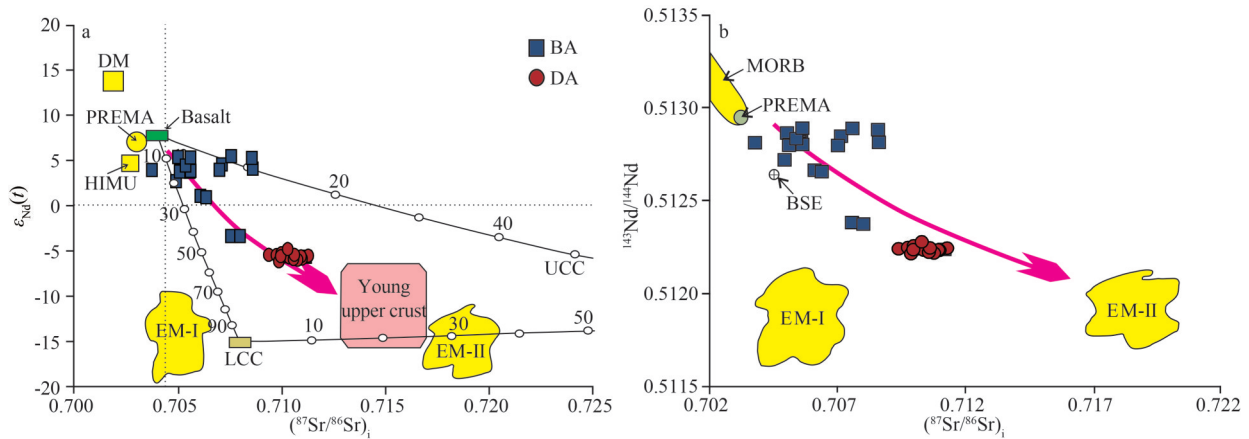 a
20
15
10
5
0
-5
-10
-15
-20
εNd(t)
0.700
0.705
0.710
0.715
0.720
0.725
(⁸⁷Sr/⁸⁶Sr)i
DM
PREMA
Basalt
HIMU
10
30
50
70
90
20
40
UCC
EM-I
LCC
10
30
50
Young
upper crust
EM-II
BA
DA
b
0.5135
0.5130
0.5125
0.5120
0.5115
¹⁴³Nd/¹⁴⁴Nd
0.702
0.707
0.712
0.717
0.722
(⁸⁷Sr/⁸⁶Sr)i
MORB
PREMA
BSE
EM-I
EM-II